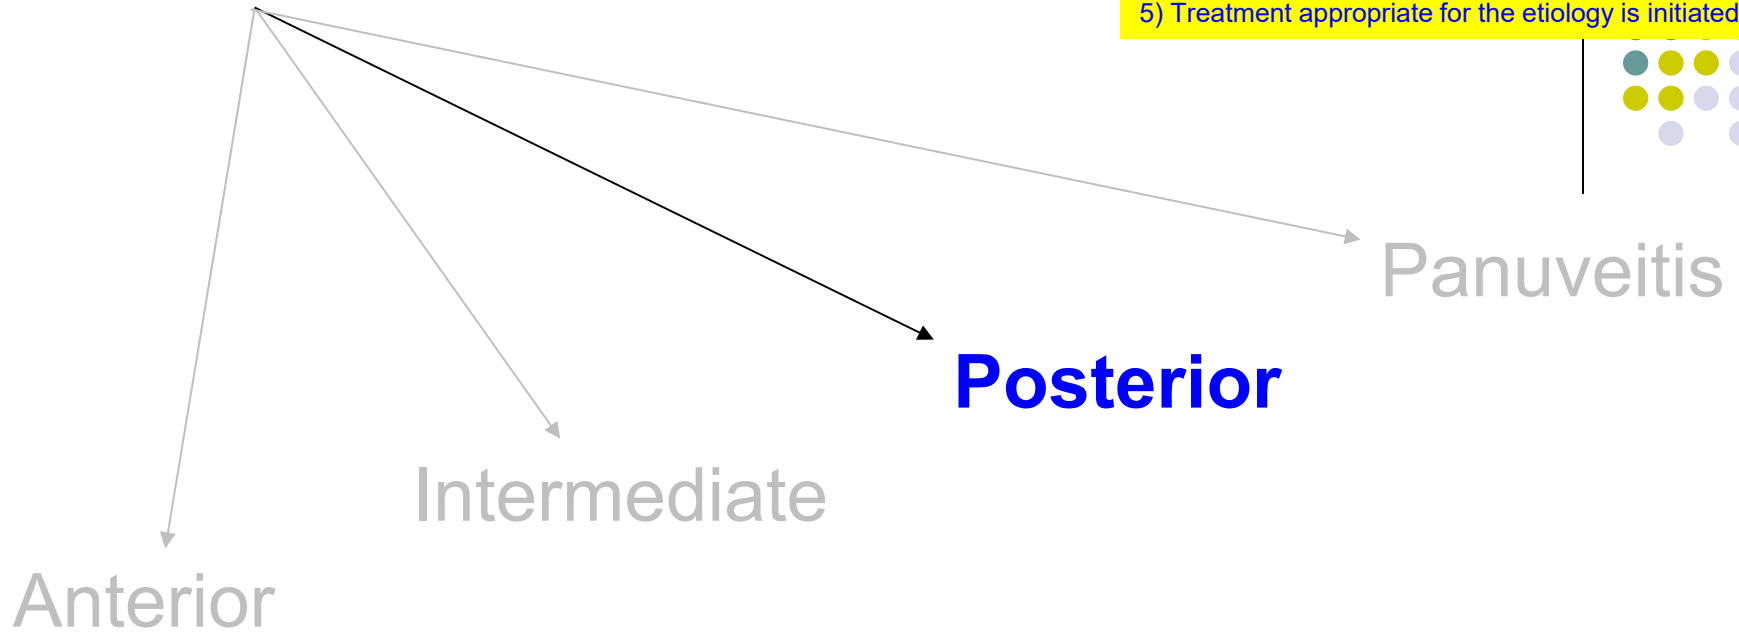 5) Treatment appropriate for the etiology is initiated
Panuveitis
Posterior
Intermediate
Anterior